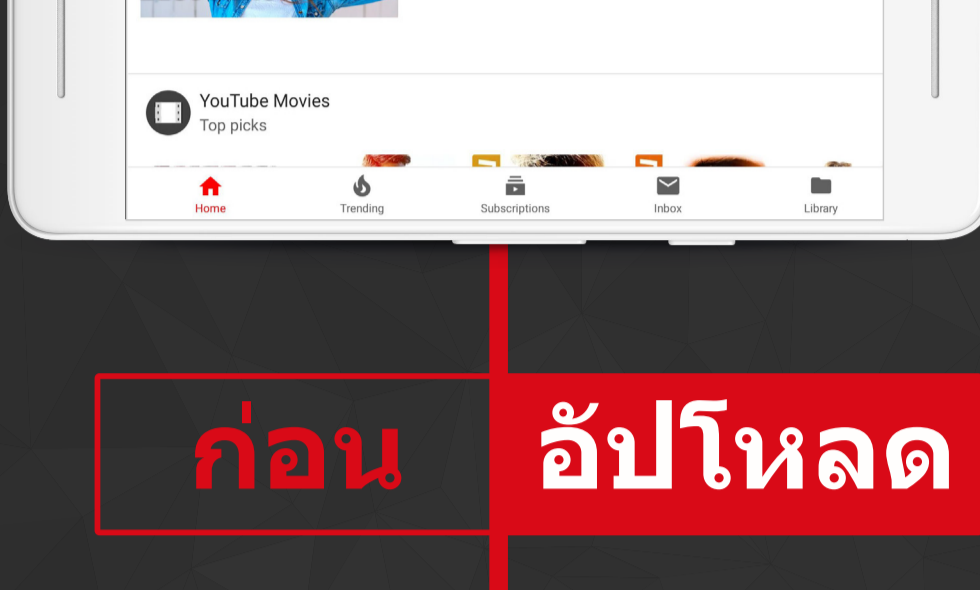 YouTube Movies
Top picks
Home Trending Subscriptions Inbox Library
ก่อน อัปโหลด